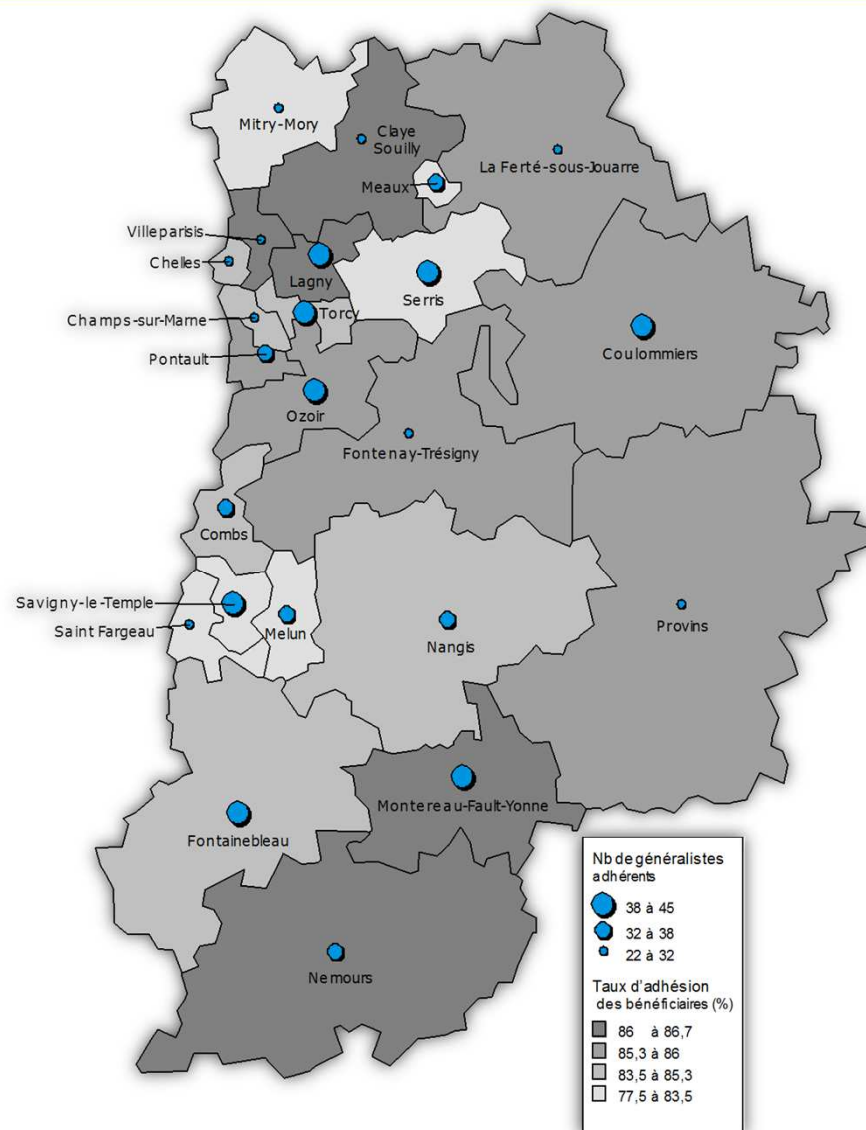 Mitry-Mory
Claye
Souilly
La Ferté-sous-Jouarre
Meaux
Villeparisis
Chelles
Lagny
Serris
Champs-sur-Marne
Torcy
Pontault
Coulommiers
Ozoir
Fontenay-Trésigny
Combs
Savigny-le-Temple
Saint Fargeau
Melun
Nangis
Provins
Montereau-Fault-Yonne
Fontainebleau
Nemours
Nb de généralistes
adhérents
38 à 45
32 à 38
22 à 32
Taux d'adhésion
des bénéficiaires (%)
86 à 86,7
85,3 à 86
83,5 à 85,3
77,5 à 83,5